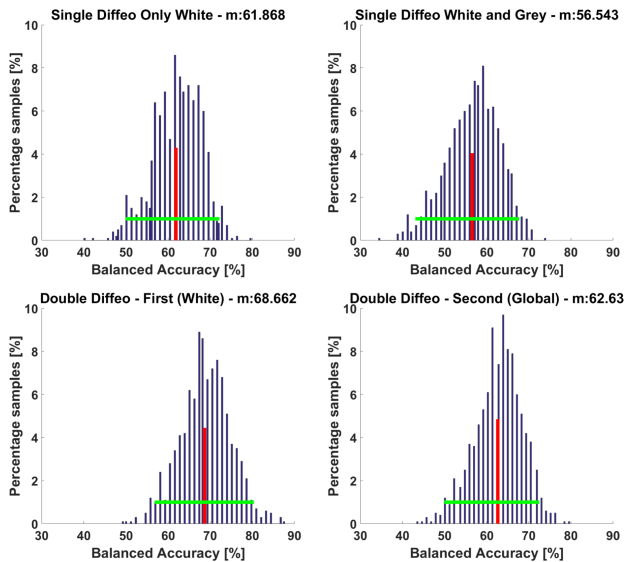 Single Diffeo Only White - m:61.868
Percentage samples [%]
10
8
6
4
2
0
30 40 50 60 70 80 90
Balanced Accuracy [%]
Single Diffeo White and Grey - m:56.543
Percentage samples [%]
10
8
6
4
2
0
30 40 50 60 70 80 90
Balanced Accuracy [%]
Double Diffeo - First (White) - m:68.662
Percentage samples [%]
10
8
6
4
2
0
30 40 50 60 70 80 90
Balanced Accuracy [%]
Double Diffeo - Second (Global) - m:62.63
Percentage samples [%]
10
8
6
4
2
0
30 40 50 60 70 80 90
Balanced Accuracy [%]